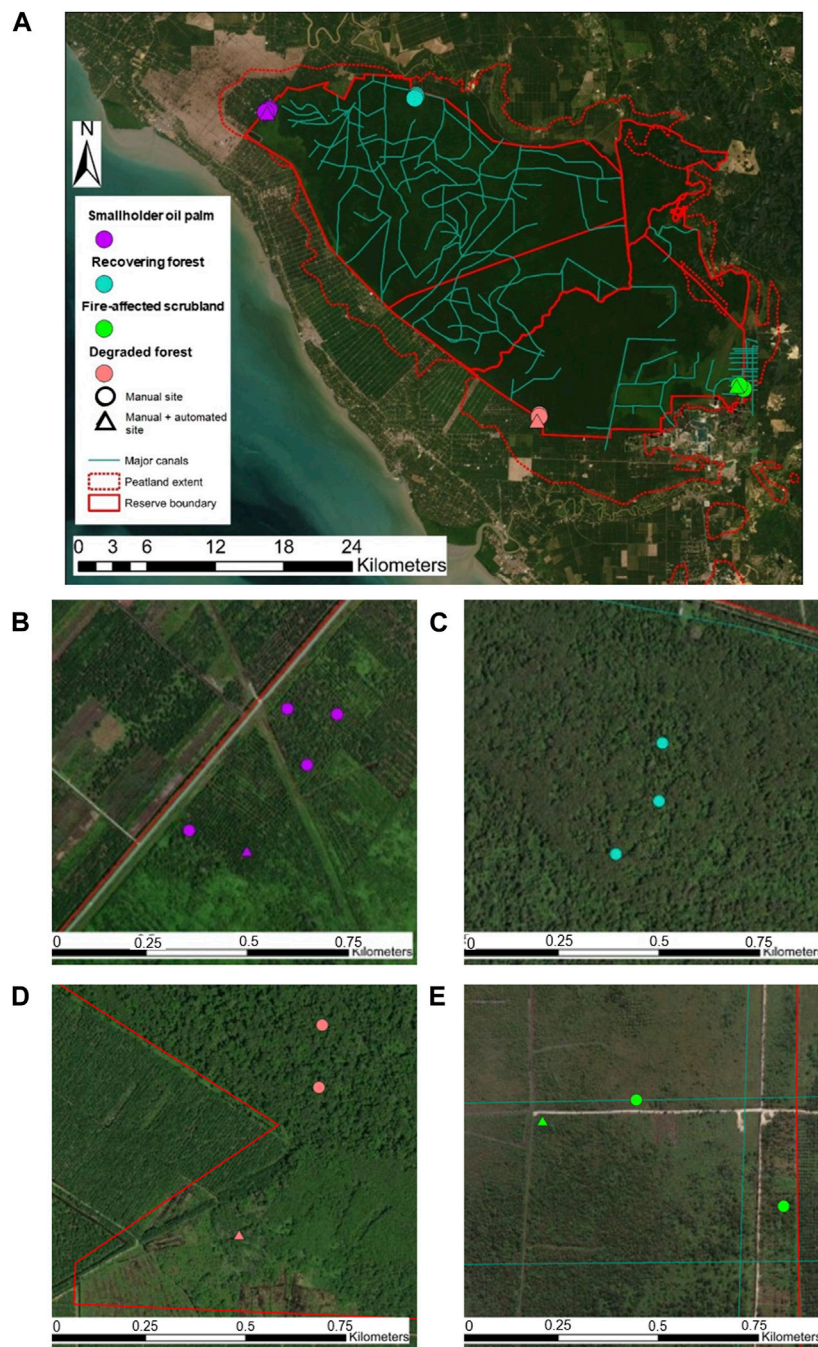 A
N
Smallholder oil palm
Recovering forest
Fire-affected scrubland
Degraded forest
Manual site
Manual + automated
site
Major canals
Peatland extent
Reserve boundary
0 3 6 12 18 24
Kilometers
B
0 0.25 0.5 0.75
Kilometers
C
0 0.25 0.5 0.75
Kilometers
D
0 0.25 0.5 0.75
Kilometers
E
0 0.25 0.5 0.75
Kilometers